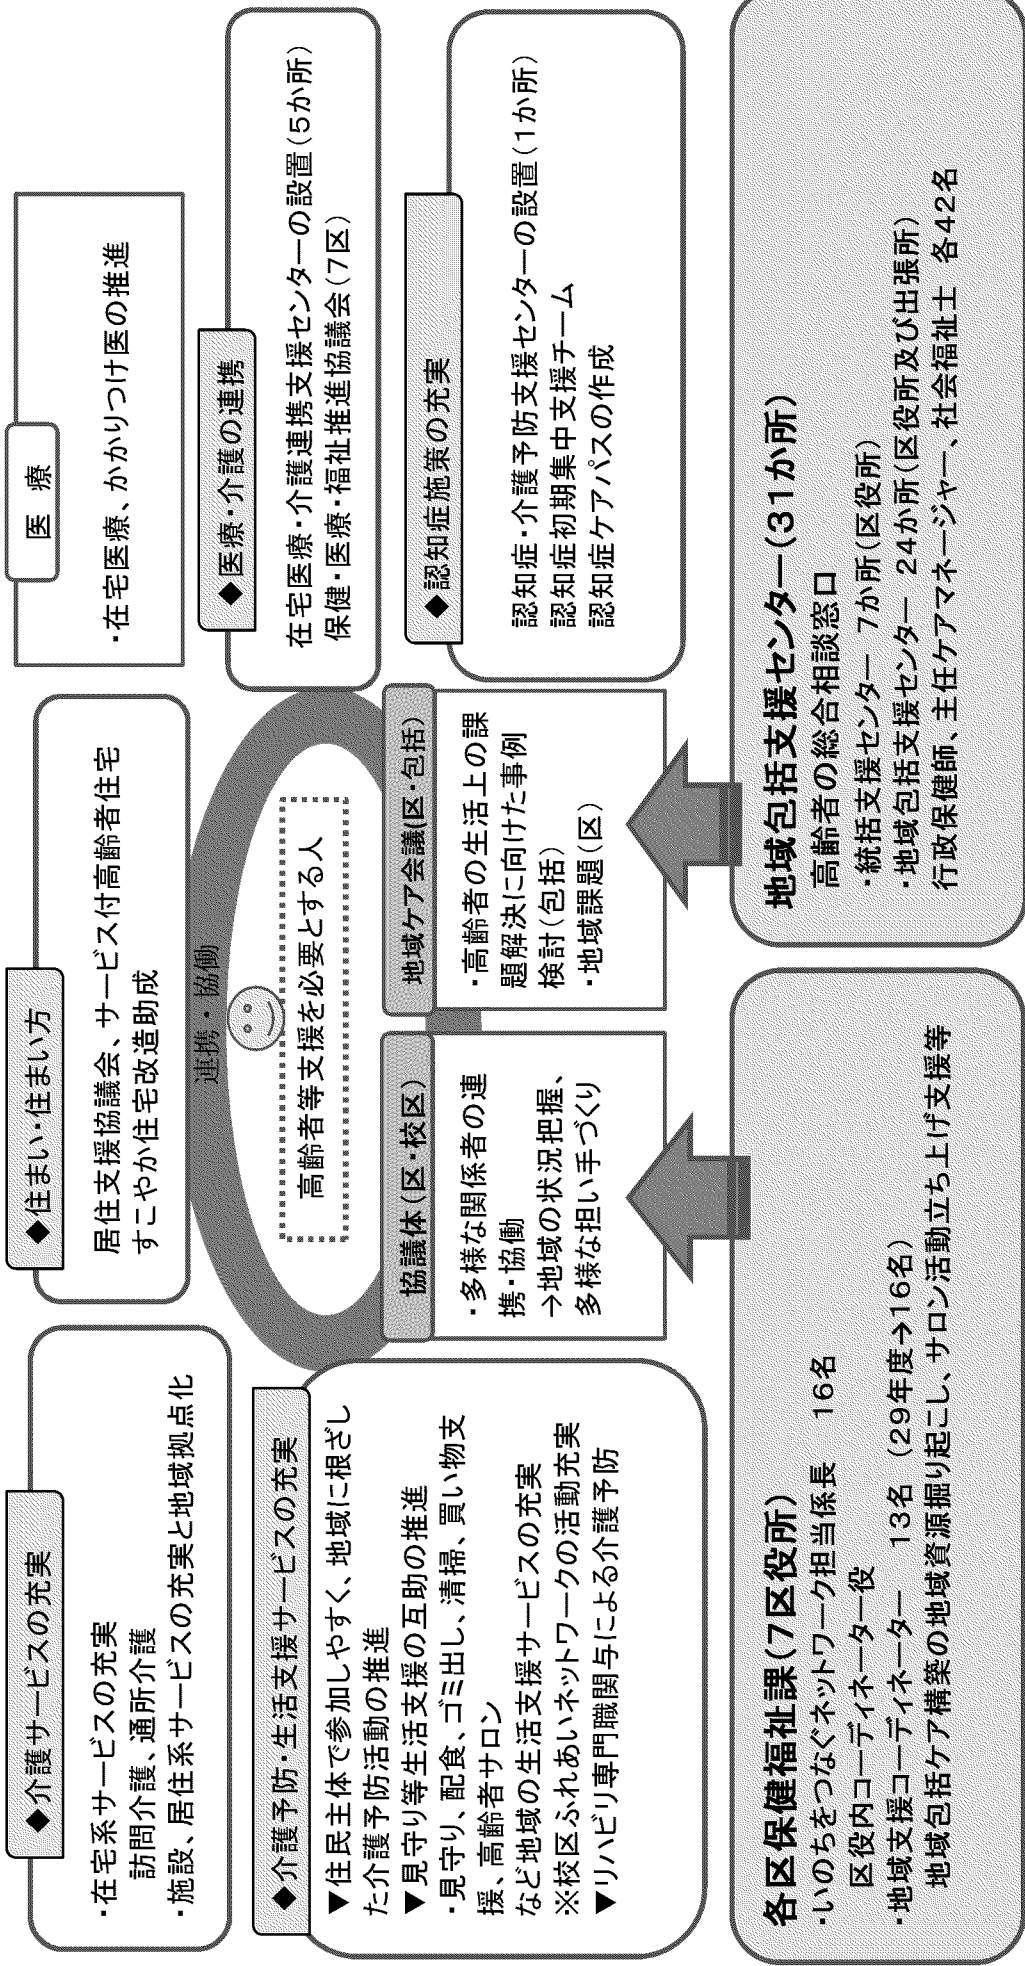 ◆介護サービスの充実
・在宅系サービスの充実
訪問介護、通所介護
・施設、居住系サービスの充実と地域拠点化
◆住まい・住まい方
居住支援協議会、サービス付高齢者住宅
すこやか住宅改造助成
医 療
・在宅医療、かかりつけ医の推進
◆介護予防・生活支援サービスの充実
▼住民主体で参加しやすく、地域に根ざし
た介護予防活動の推進
▼見守り等生活支援の互助の推進
・見守り、配食、ゴミ出し、清掃、買い物支
援、高齢者サロン
など地域の生活支援サービスの充実
※校区ふれあいネットワークの活動充実
▼リハビリ専門職関与による介護予防
連携・協働
高齢者等支援を必要とする人
◆医療・介護の連携
在宅医療・介護連携支援センターの設置(5か所)
保健・医療・福祉推進協議会(7区)
協議体(区・校区)
・多様な関係者の連
携・協働
→地域の状況把握、
多様な担い手づくり
地域ケア会議(区・包括)
・高齢者の生活上の課
題解決に向けた事例
検討(包括)
・地域課題(区)
◆認知症施策の充実
認知症・介護予防支援センターの設置(1か所)
認知症初期集中支援チーム
認知症ケアパスの作成
各区保健福祉課(7区役所)
・いのちをつなぐネットワーク担当係長 16名
区役内コーディネーター役
・地域支援コーディネーター 13名 (29年度→16名)
地域包括ケア構築の地域資源掘り起こし、サロン活動立ち上げ支援等
地域包括支援センター(31か所)
高齢者の総合相談窓口
・統括支援センター 7か所(区役所)
・地域包括支援センター 24か所(区役所及び出張所)
行政保健師、主任ケアマネージャー、社会福祉士 各42名